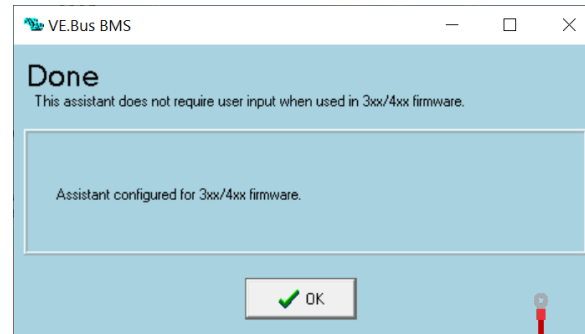 VE.Bus BMS
Done
This assistant does not require user input when used in 3xx/4xx firmware.
Assistant configured for 3xx/4xx firmware.
OK